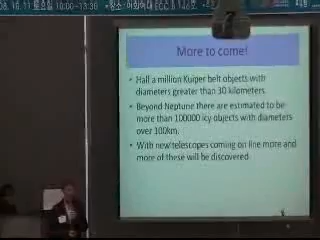 More to come!
• Half a million Kuiper belt objects with
diameters greater than 30 kilometers.
• Beyond Neptune there are estimated to be
more than 100000 icy objects with diameters
over 100km.
• With new telescopes coming on line more and
more of these will be discovered